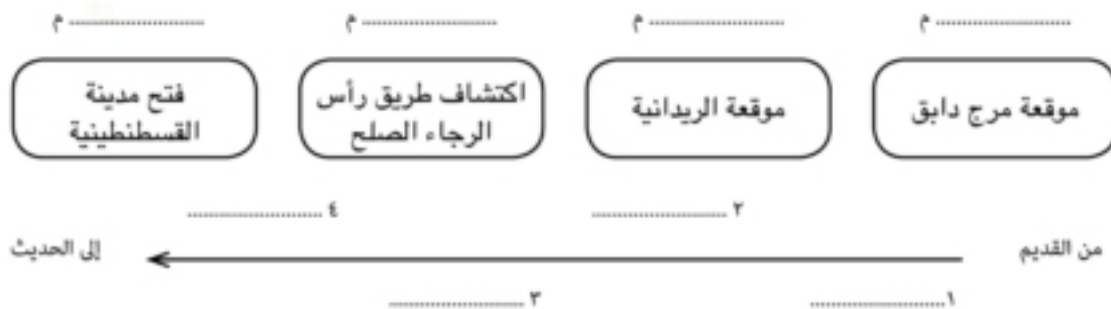 ........................ م ........................ م ........................ م ........................ م
موقعة مرج دابق
موقعة الريدانية
اكتشاف طريق رأس
الرجاء الصلح
فتح مدينة
القسطنطينية
٢ ........................ ٤ ........................
من القديم إلى الحديث
١ ........................ ٣ ........................